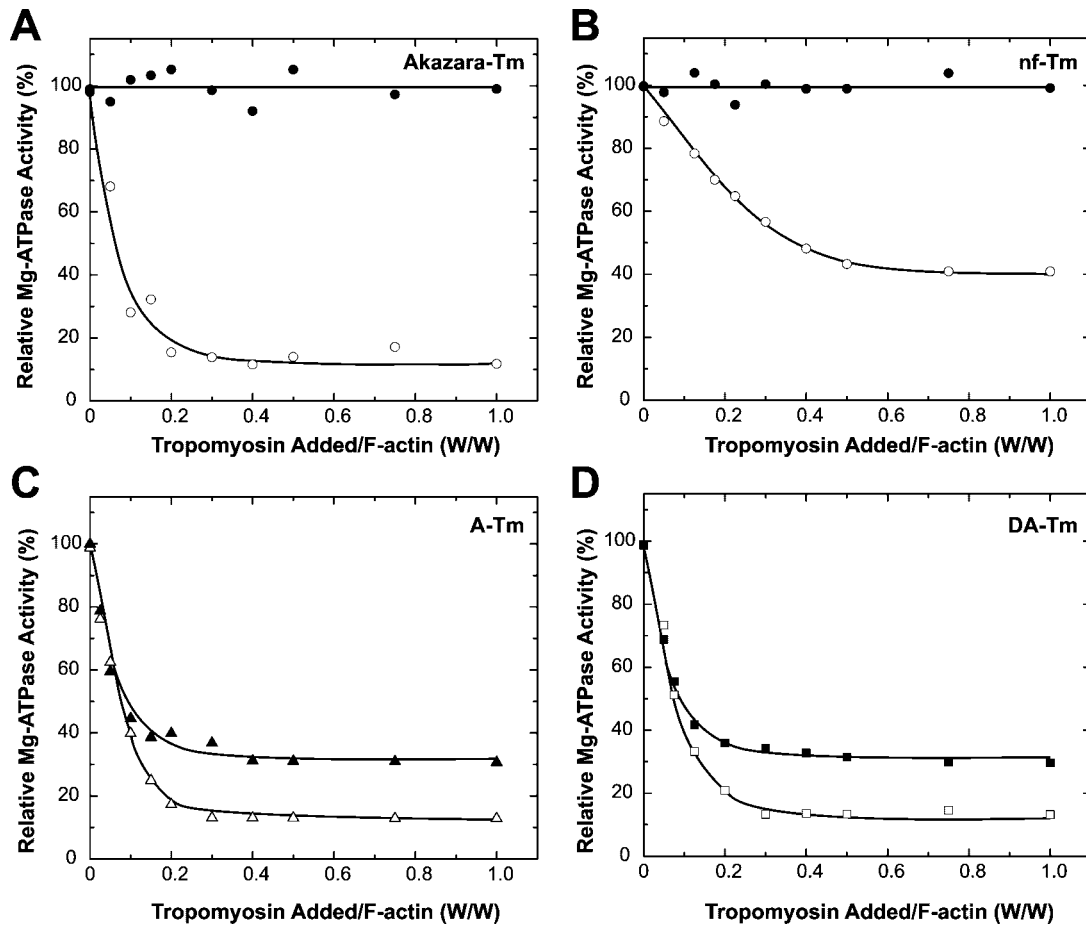 A
Akazara-Tm
Relative Mg-ATPase Activity (%)
100
80
60
40
20
0
0 0.2 0.4 0.6 0.8 1.0
Tropomyosin Added/F-actin (W/W)
B
nf-Tm
Relative Mg-ATPase Activity (%)
100
80
60
40
20
0
0 0.2 0.4 0.6 0.8 1.0
Tropomyosin Added/F-actin (W/W)
C
A-Tm
Relative Mg-ATPase Activity (%)
100
80
60
40
20
0
0 0.2 0.4 0.6 0.8 1.0
Tropomyosin Added/F-actin (W/W)
D
DA-Tm
Relative Mg-ATPase Activity (%)
100
80
60
40
20
0
0 0.2 0.4 0.6 0.8 1.0
Tropomyosin Added/F-actin (W/W)